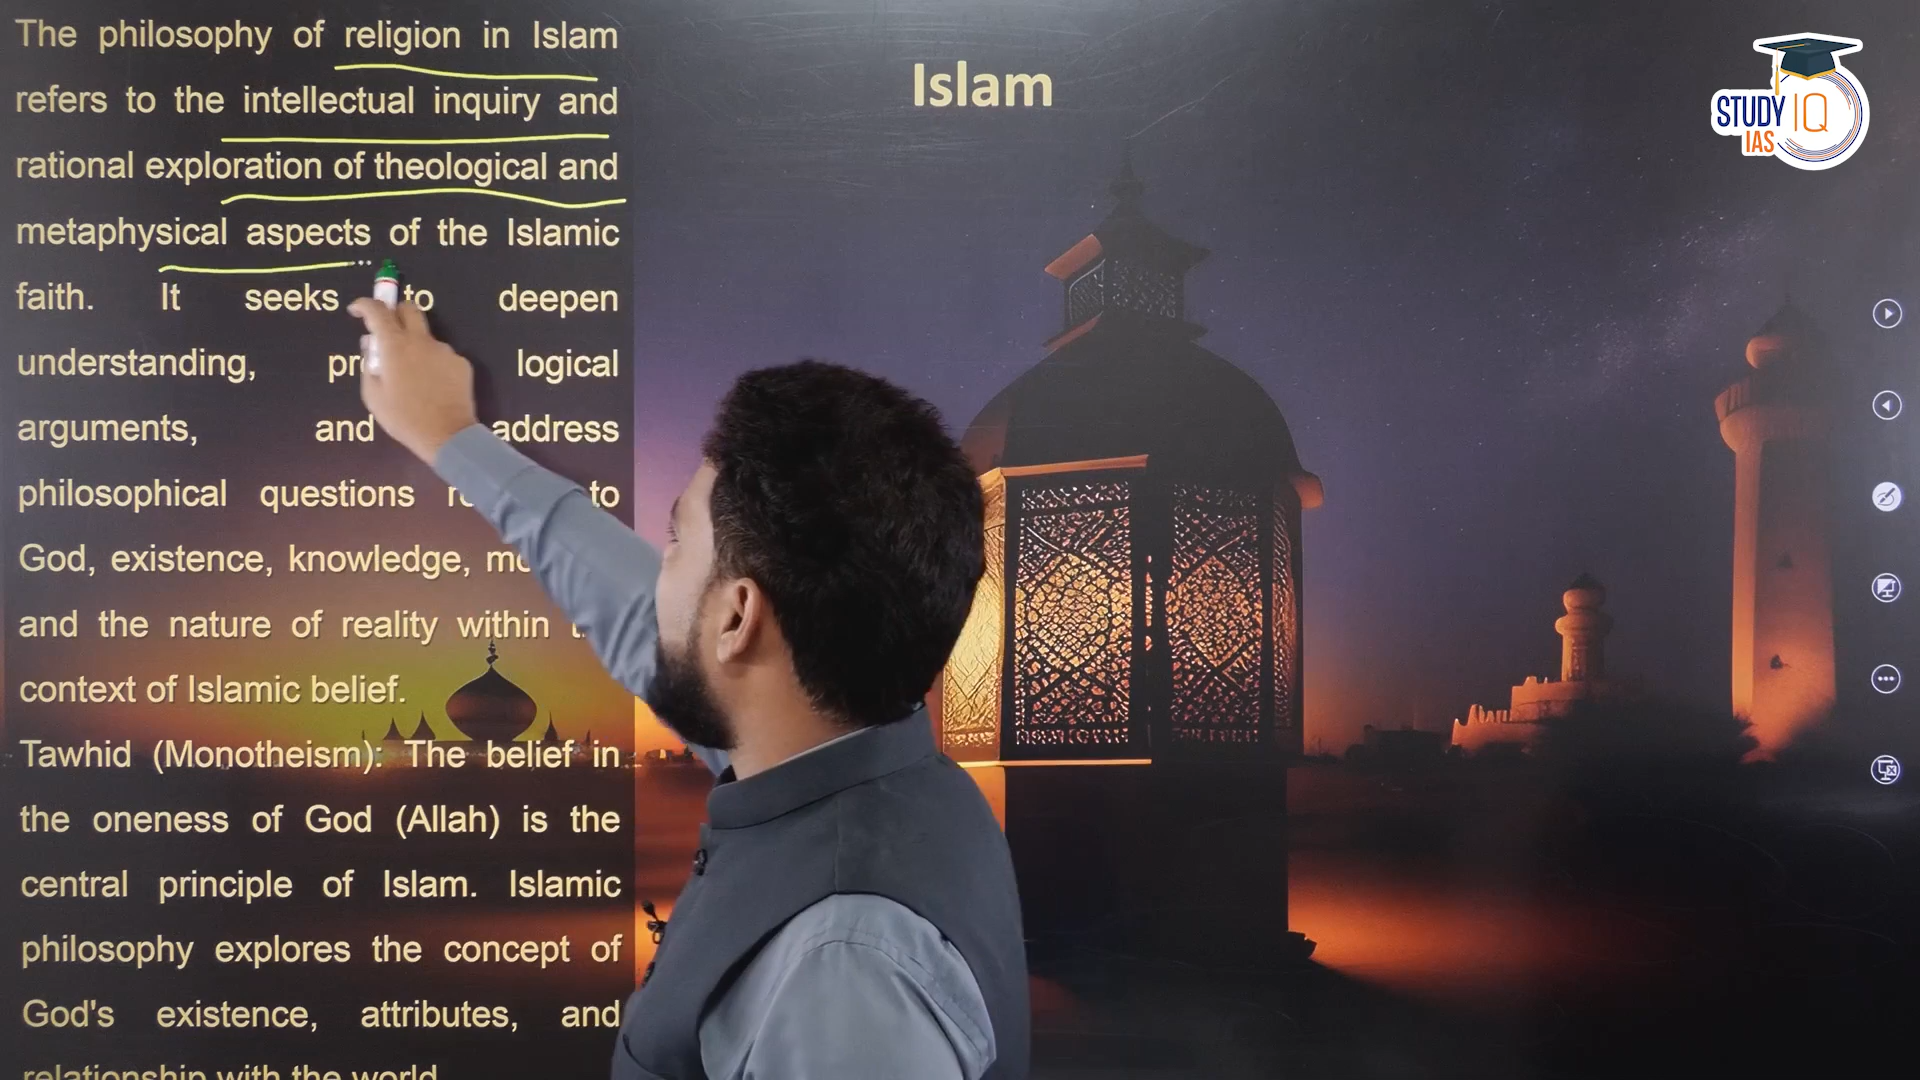 The philosophy of religion in Islam
refers to the intellectual inquiry and
rational exploration of theological and
metaphysical aspects of the Islamic
faith. It seeks to deepen
understanding, logical
arguments, and address
philosophical questions to
God, existence, knowledge,
and the nature of reality within
context of Islamic belief.
Tawhid (Monotheism): The belief in
the oneness of God (Allah) is the
central principle of Islam. Islamic
philosophy explores the concept of
God's existence, attributes, and
relationship with the world
Islam
STUDY IQ
IAS